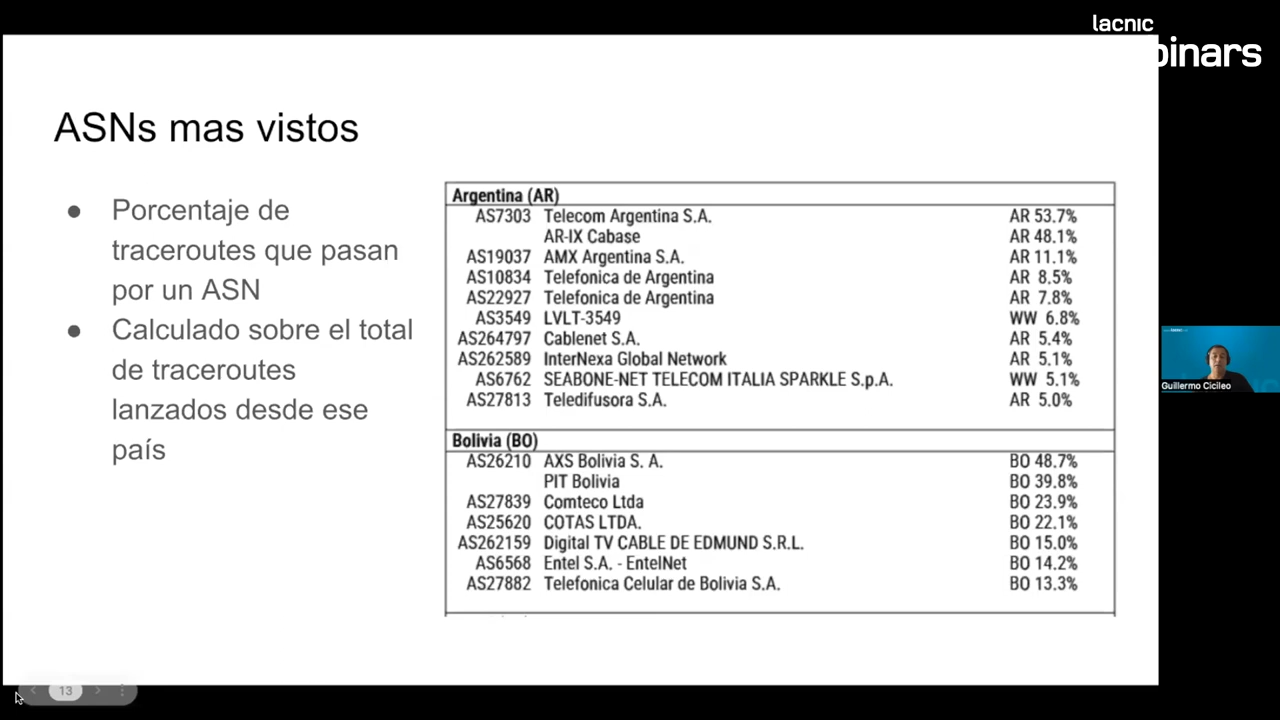 lacnic
binars
ASNs mas vistos
● Porcentaje de
traceroutes que pasan
por un ASN
● Calculado sobre el total
de traceroutes
lanzados desde ese
país
Argentina (AR)
AS7303 Telecom Argentina S.A. AR 53.7%
AR-IX Cabase AR 48.1%
AS19037 AMX Argentina S.A. AR 11.1%
AS10834 Telefonica de Argentina AR 8.5%
AS22927 Telefonica de Argentina AR 7.8%
AS3549 LVLT-3549 WW 6.8%
AS264797 Cablenet S.A. AR 5.4%
AS262589 InterNexa Global Network AR 5.1%
AS6762 SEABONE-NET TELECOM ITALIA SPARKLE S.p.A. WW 5.1%
AS27813 Teledifusora S.A. AR 5.0%
Bolivia (BO)
AS26210 AXS Bolivia S. A. BO 48.7%
PIT Bolivia BO 39.8%
AS27839 Comteco Ltda BO 23.9%
AS25620 COTAS LTDA. BO 22.1%
AS262159 Digital TV CABLE DE EDMUND S.R.L. BO 15.0%
AS6568 Entel S.A. - EntelNet BO 14.2%
AS27882 Telefonica Celular de Bolivia S.A. BO 13.3%
Guillermo Cicileo
13